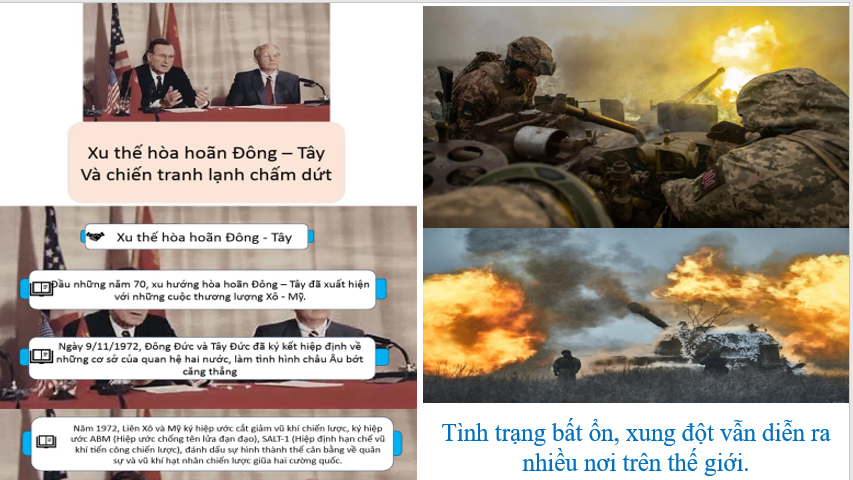 Xu thế hòa hoãn Đông – Tây
Và chiến tranh lạnh chấm dứt
Xu thế hòa hoãn Đông - Tây
Đầu những năm 70, xu hướng hòa hoãn Đông – Tây đã xuất hiện
với những cuộc thương lượng Xô - Mỹ.
Ngày 9/11/1972, Đông Đức và Tây Đức đã ký kết hiệp định về
những cơ sở của quan hệ hai nước, làm tình hình châu Âu bớt
căng thẳng
Năm 1972, Liên Xô và Mỹ ký hiệp ước cắt giảm vũ khí chiến lược, ký hiệp
ước ABM (Hiệp ước chống tên lửa đạn đạo), SALT-1 (Hiệp định hạn chế vũ
khí tiến công chiến lược), đánh dấu sự hình thành thế cân bằng về quân
sự và vũ khí hạt nhân chiến lược giữa hai cường quốc.
Tình trạng bất ổn, xung đột vẫn diễn ra
nhiều nơi trên thế giới.